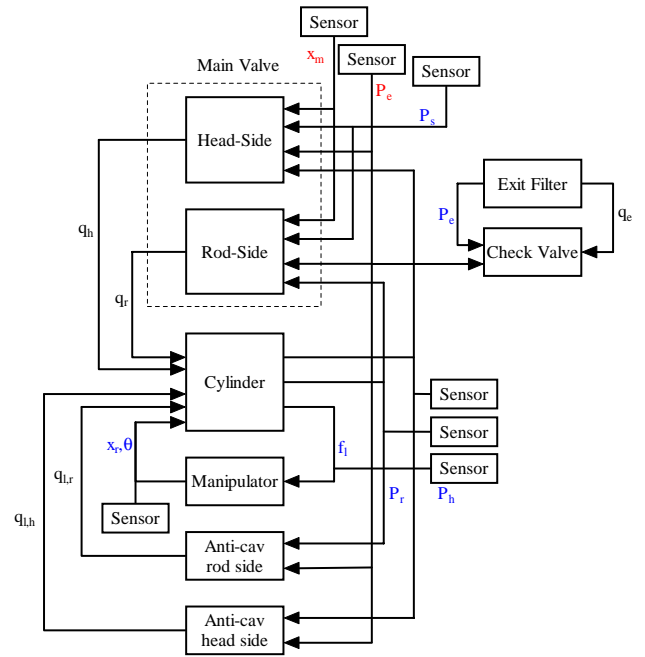 Sensor
x_m
Sensor
Main Valve
Sensor
P_e
P_s
Head-Side
Exit Filter
P_e
q_e
q_h
Check Valve
Rod-Side
q_r
Cylinder
Sensor
Sensor
x_r,θ
f_l
q_l,r
Sensor
Manipulator
P_r
P_h
q_l,h
Sensor
Anti-cav
rod side
Anti-cav
head side